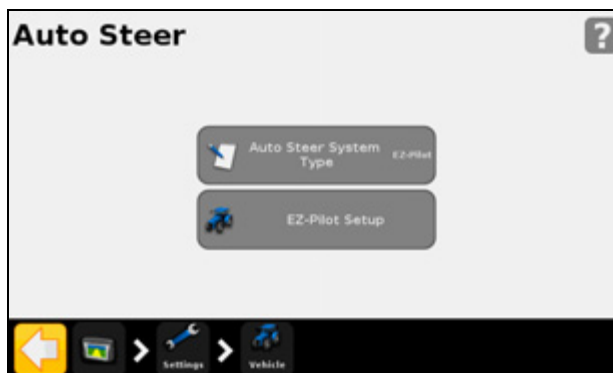 Auto Steer
?
Auto Steer System
Type
EZ-Pilot
EZ-Pilot Setup
Settings
Vehicle